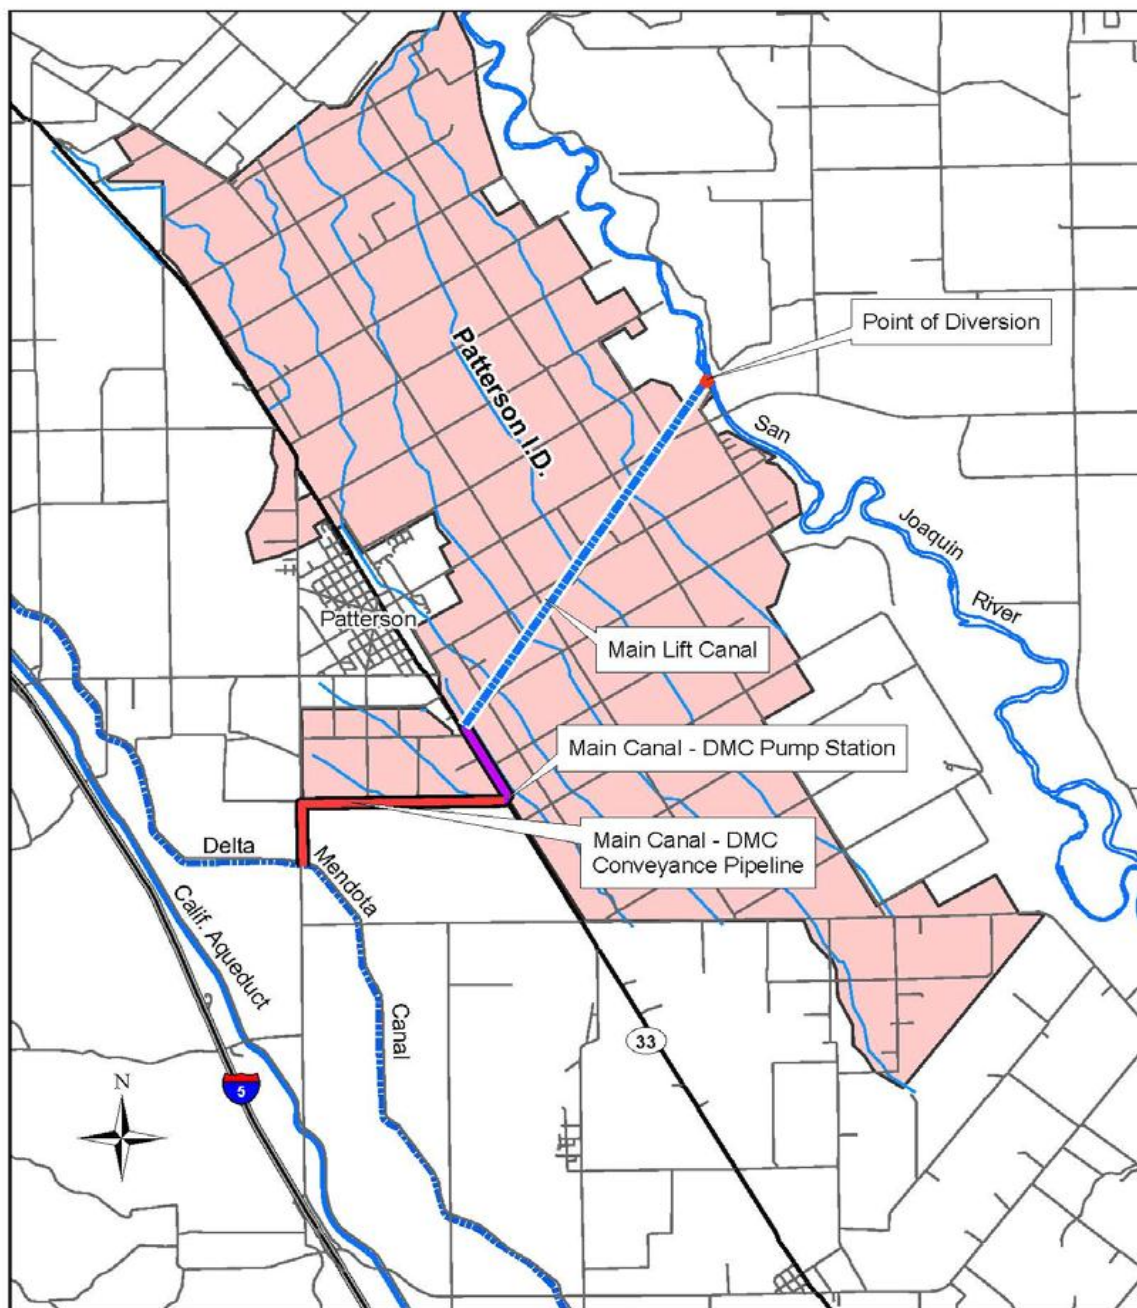 Point of Diversion
Patterson I.D.
San
Joaquin
River
Patterson
Main Lift Canal
Main Canal - DMC Pump Station
Main Canal - DMC
Conveyance Pipeline
Delta
Mendota
Canal
Calif. Aqueduct
33
5
N